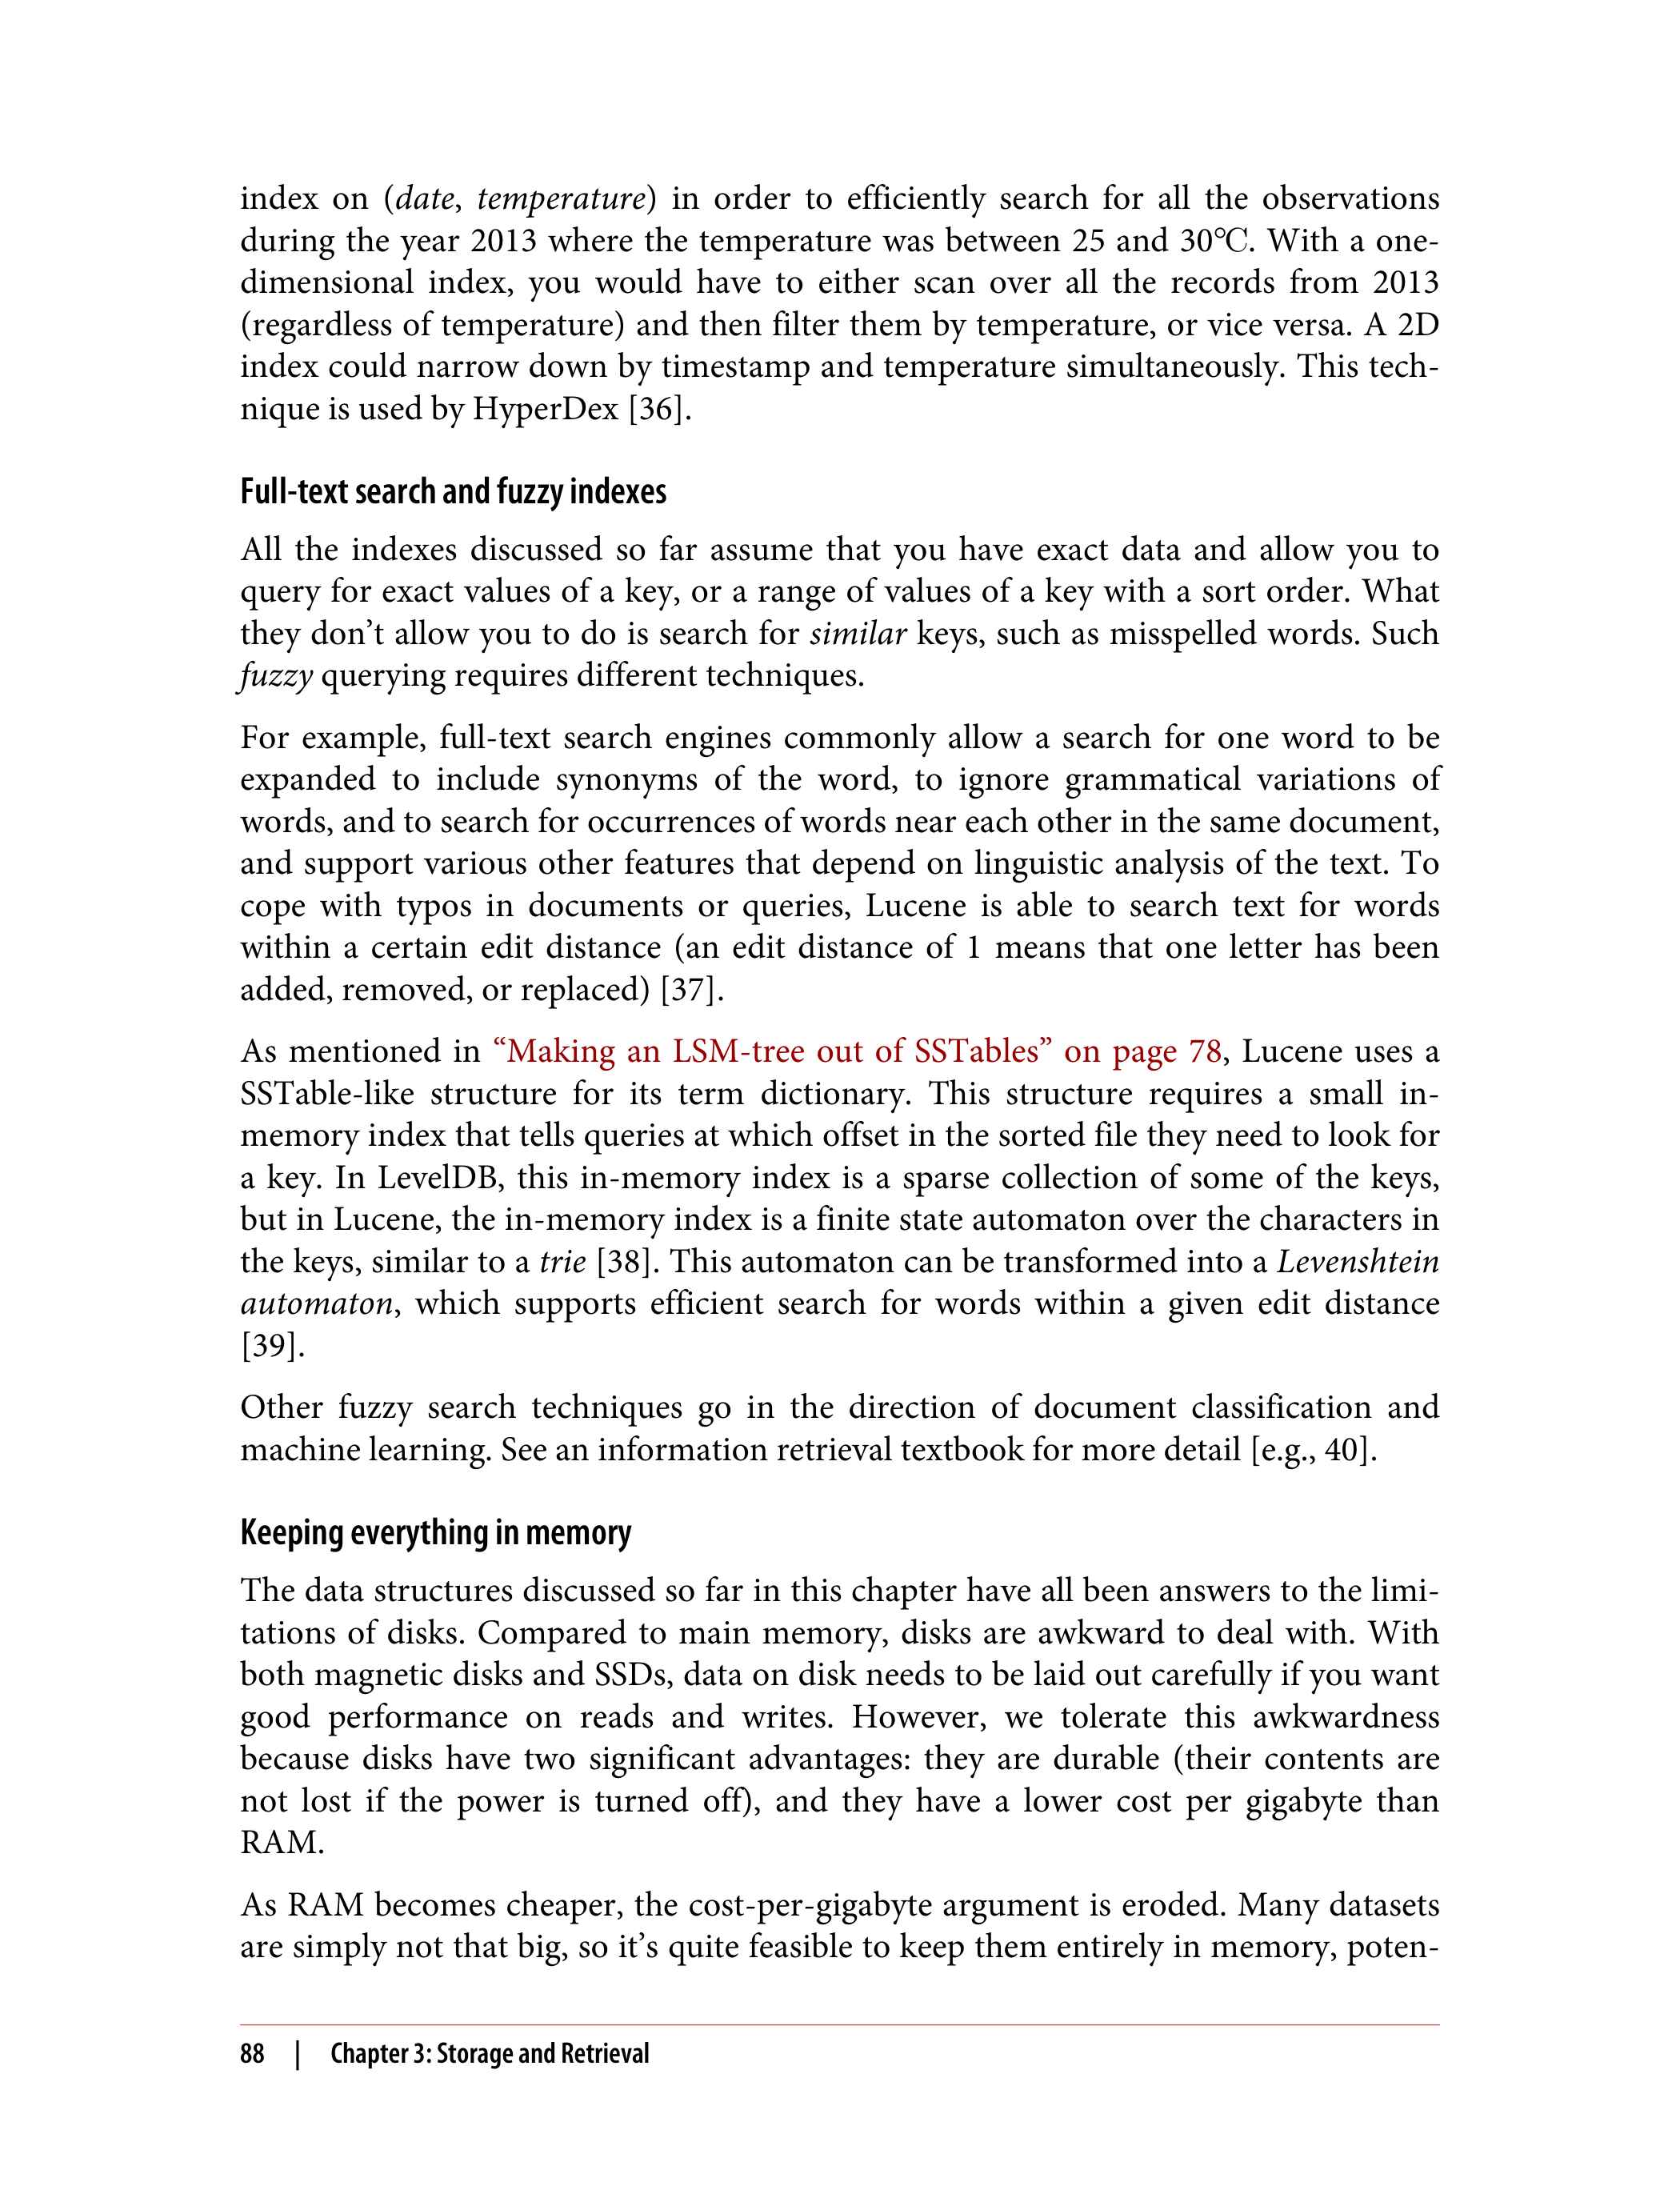 index on (date, temperature) in order to efficiently search for all the observations
during the year 2013 where the temperature was between 25 and 30℃. With a one-
dimensional index, you would have to either scan over all the records from 2013
(regardless of temperature) and then filter them by temperature, or vice versa. A 2D
index could narrow down by timestamp and temperature simultaneously. This tech-
nique is used by HyperDex [36].
Full-text search and fuzzy indexes
All the indexes discussed so far assume that you have exact data and allow you to
query for exact values of a key, or a range of values of a key with a sort order. What
they don’t allow you to do is search for similar keys, such as misspelled words. Such
fuzzy querying requires different techniques.
For example, full-text search engines commonly allow a search for one word to be
expanded to include synonyms of the word, to ignore grammatical variations of
words, and to search for occurrences of words near each other in the same document,
and support various other features that depend on linguistic analysis of the text. To
cope with typos in documents or queries, Lucene is able to search text for words
within a certain edit distance (an edit distance of 1 means that one letter has been
added, removed, or replaced) [37].
As mentioned in “Making an LSM-tree out of SSTables” on page 78, Lucene uses a
SSTable-like structure for its term dictionary. This structure requires a small in-
memory index that tells queries at which offset in the sorted file they need to look for
a key. In LevelDB, this in-memory index is a sparse collection of some of the keys,
but in Lucene, the in-memory index is a finite state automaton over the characters in
the keys, similar to a trie [38]. This automaton can be transformed into a Levenshtein
automaton, which supports efficient search for words within a given edit distance
[39].
Other fuzzy search techniques go in the direction of document classification and
machine learning. See an information retrieval textbook for more detail [e.g., 40].
Keeping everything in memory
The data structures discussed so far in this chapter have all been answers to the limi-
tations of disks. Compared to main memory, disks are awkward to deal with. With
both magnetic disks and SSDs, data on disk needs to be laid out carefully if you want
good performance on reads and writes. However, we tolerate this awkwardness
because disks have two significant advantages: they are durable (their contents are
not lost if the power is turned off), and they have a lower cost per gigabyte than
RAM.
As RAM becomes cheaper, the cost-per-gigabyte argument is eroded. Many datasets
are simply not that big, so it’s quite feasible to keep them entirely in memory, poten-
88 | Chapter 3: Storage and Retrieval